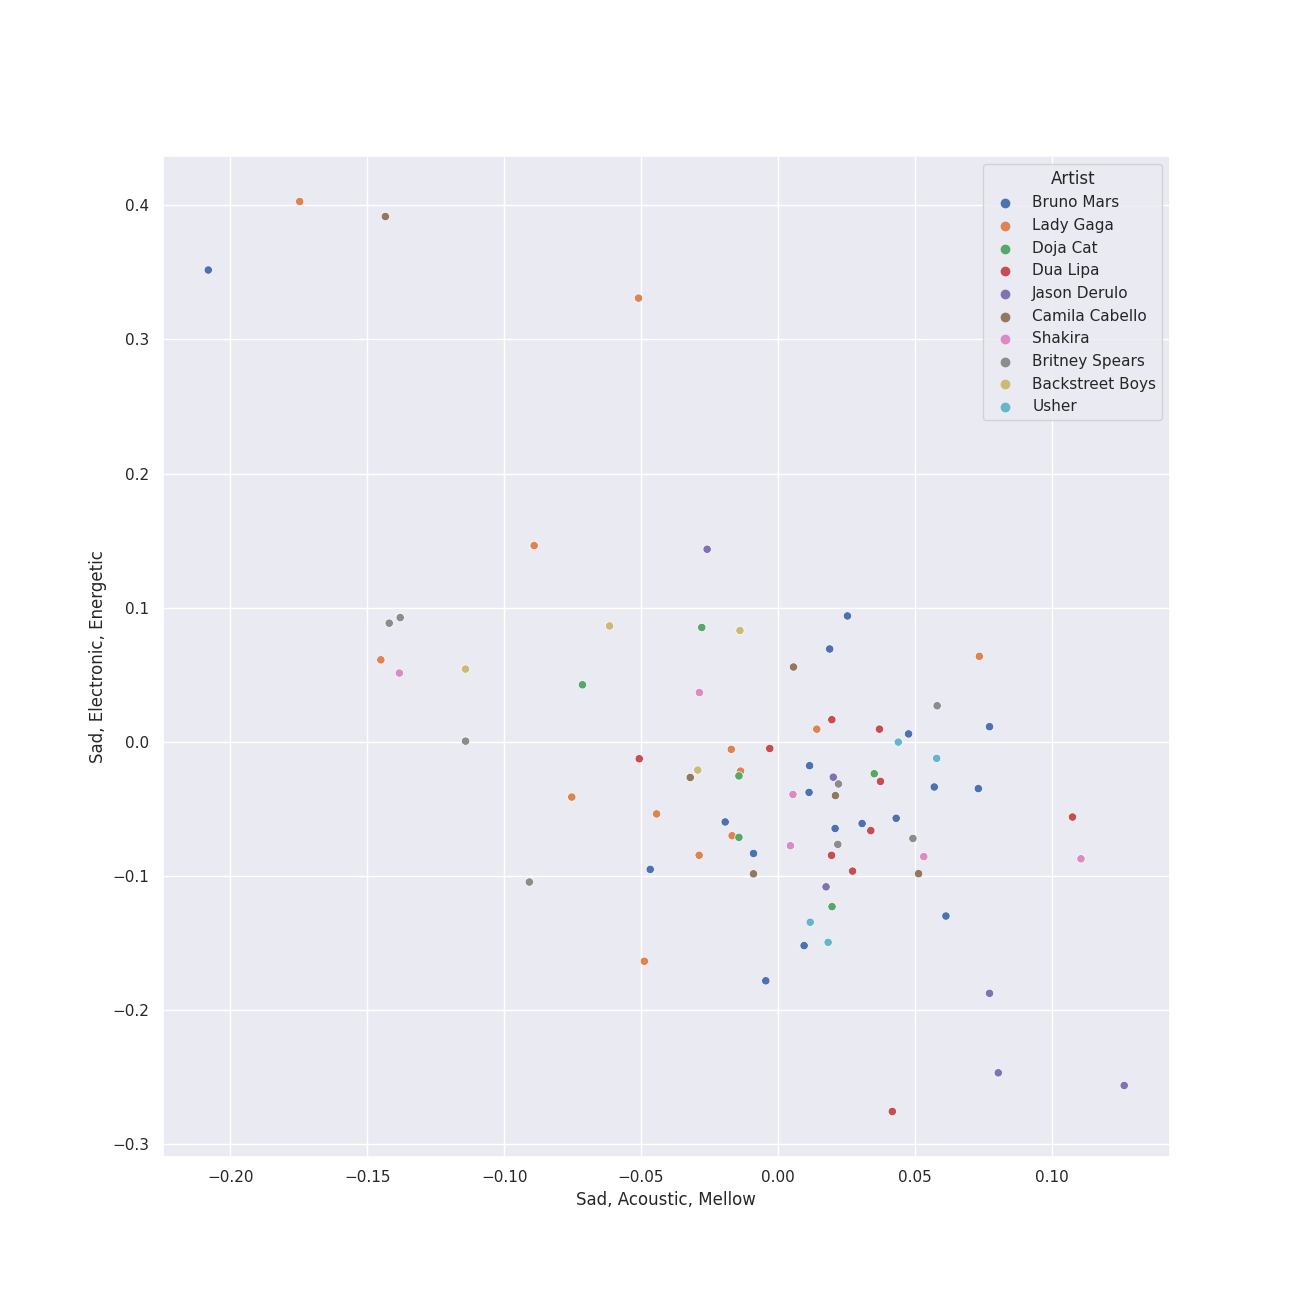 Artist
Bruno Mars
Lady Gaga
Doja Cat
Dua Lipa
Jason Derulo
Camila Cabello
Shakira
Britney Spears
Backstreet Boys
Usher
0.4
0.3
0.2
0.1
0.0
−0.1
−0.2
−0.3
Sad, Electronic, Energetic
−0.20 −0.15 −0.10 −0.05 0.00 0.05 0.10
Sad, Acoustic, Mellow